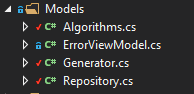 Models
C# Algorithms.cs
C# ErrorViewModel.cs
C# Generator.cs
C# Repository.cs